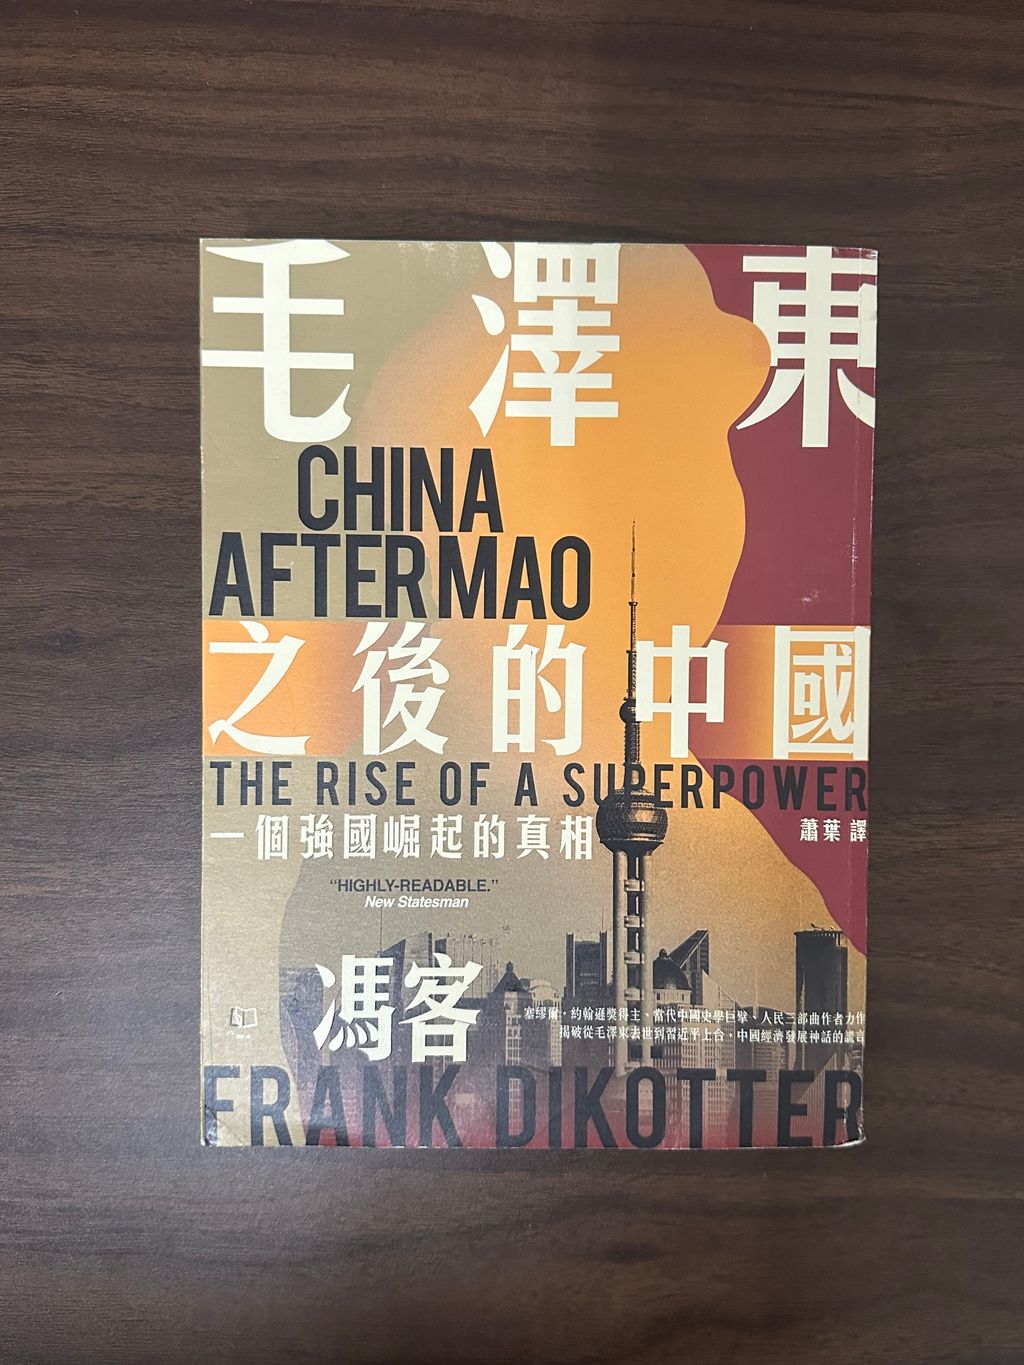 毛澤東
CHINA
AFTER MAO
之後的中國
THE RISE OF A SUPERPOWER
一個強國崛起的真相
蕭葉 譯
“HIGHLY-READABLE.”
New Statesman
馮客
塞繆爾．約翰遜獎得主、當代中國史學巨擘、人民三部曲作者力作
揭破從毛澤東去世到習近平上台，中國經濟發展神話的謊言
FRANK DIKOTTER